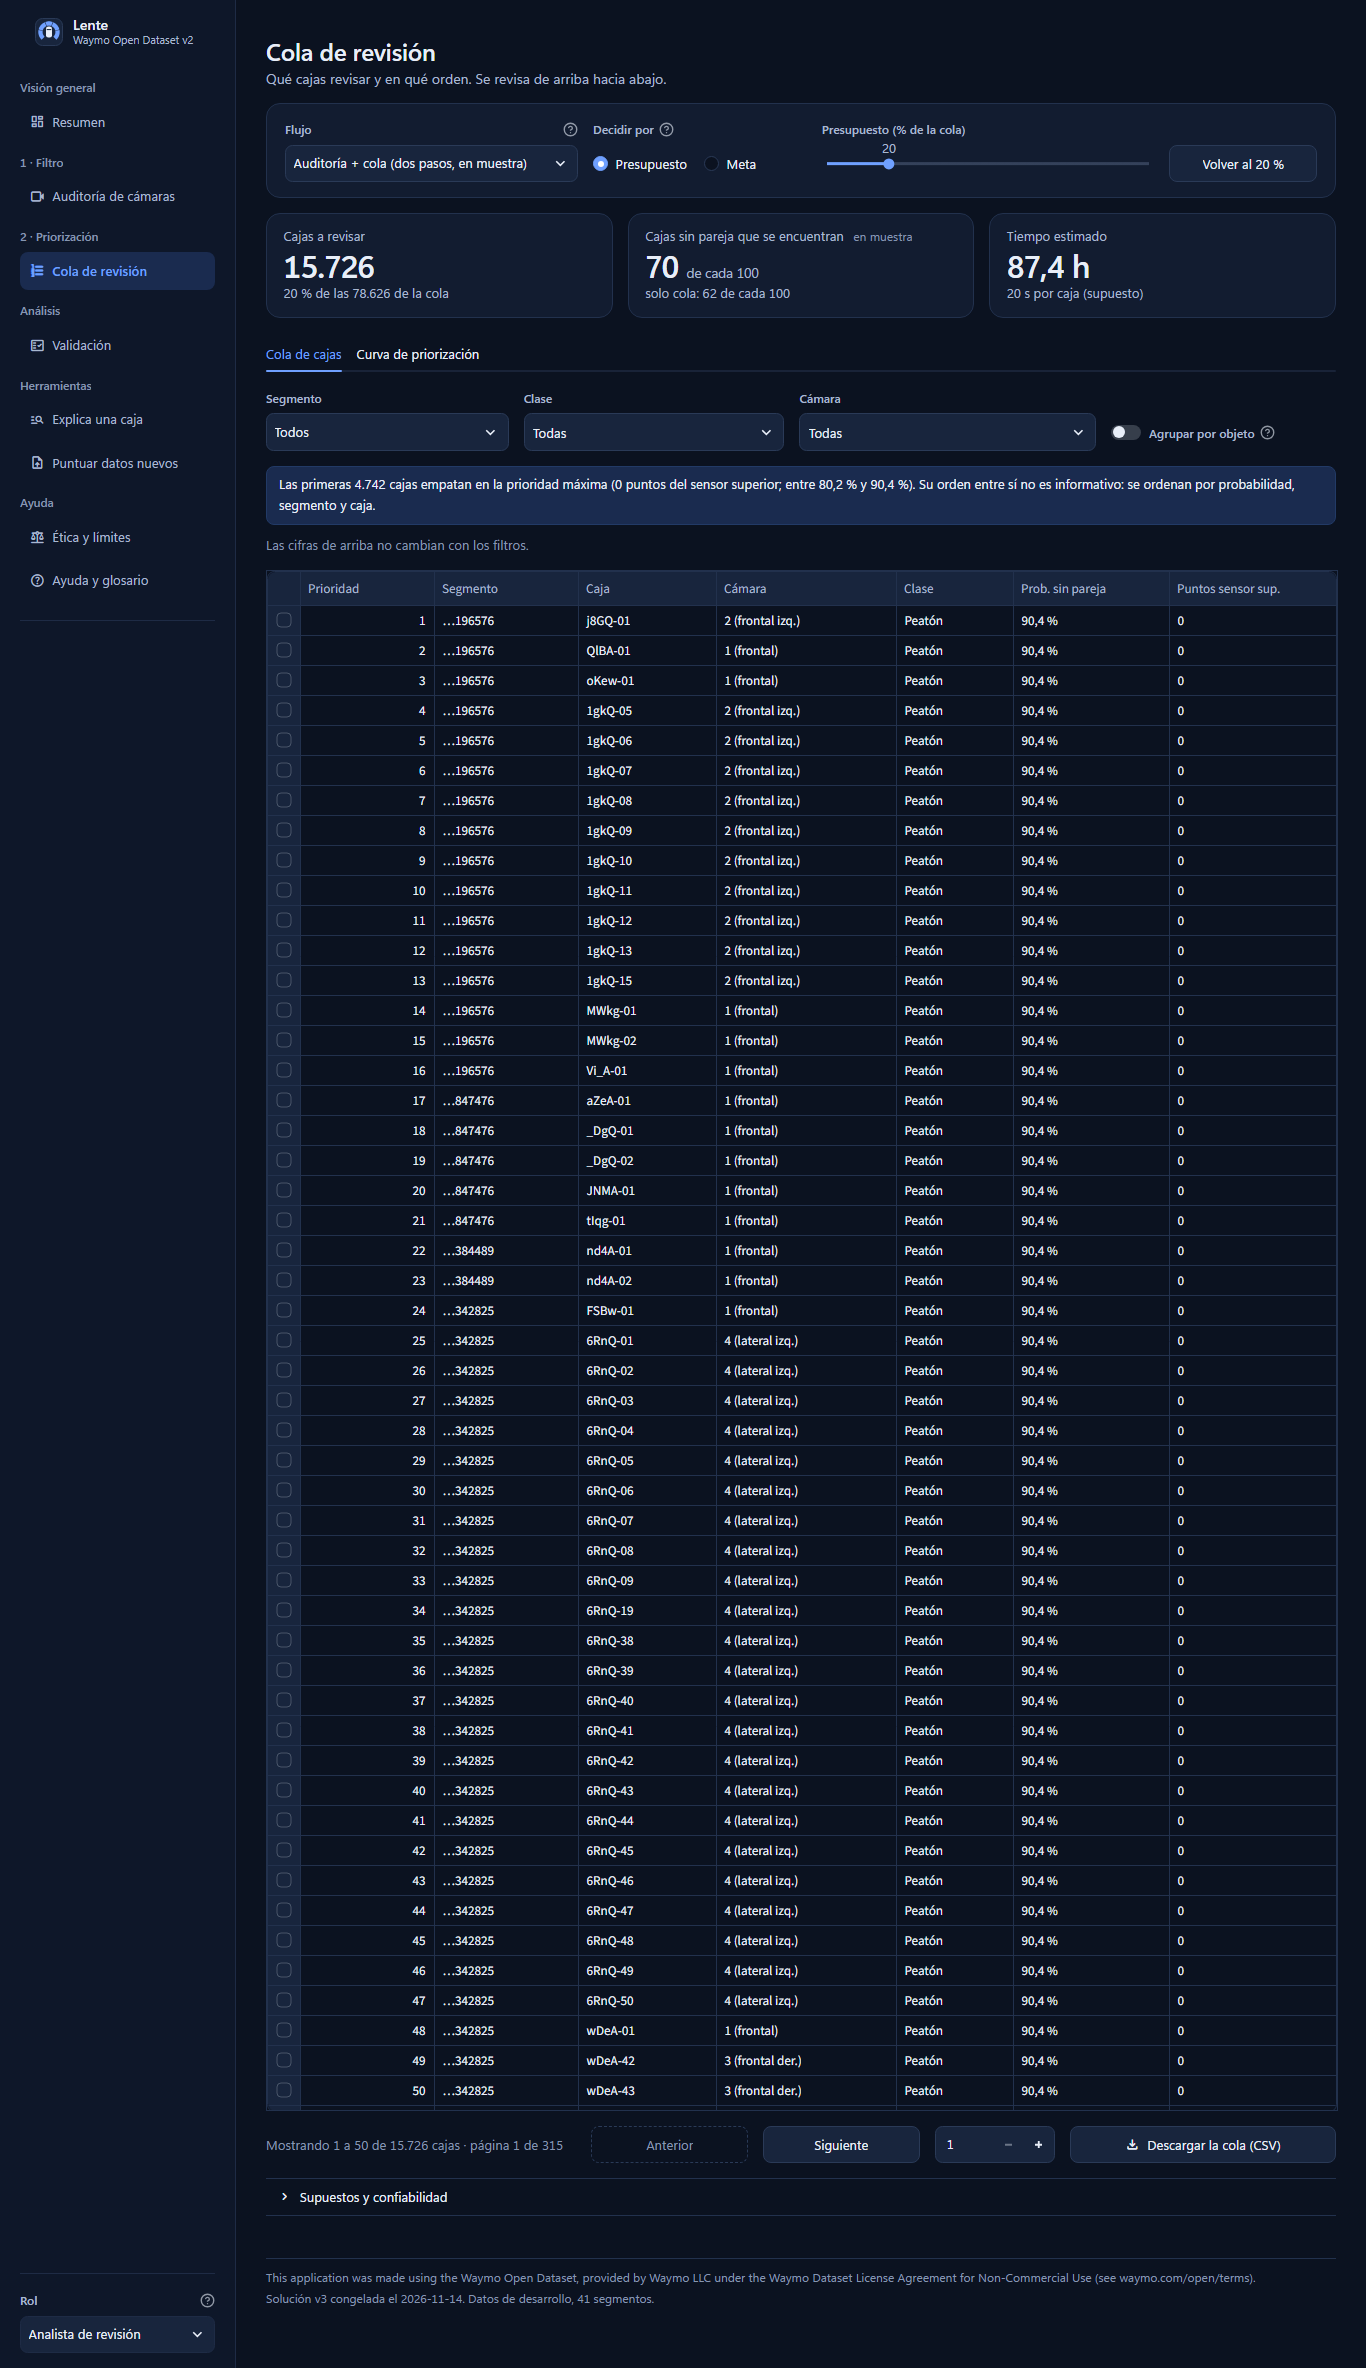 Lente
Waymo Open Dataset v2
Visión general
Resumen
1 · Filtro
Auditoría de cámaras
2 · Priorización
Cola de revisión
Análisis
Validación
Herramientas
Explica una caja
Puntuar datos nuevos
Ayuda
Ética y límites
Ayuda y glosario
Rol
Analista de revisión
Cola de revisión
Qué cajas revisar y en qué orden. Se revisa de arriba hacia abajo.
Flujo
Auditoría + cola (dos pasos, en muestra)
Decidir por
Presupuesto
Meta
Presupuesto (% de la cola)
20
Volver al 20 %
Cajas a revisar
15.726
20 % de las 78.626 de la cola
Cajas sin pareja que se encuentran en muestra
70 de cada 100
solo cola: 62 de cada 100
Tiempo estimado
87,4 h
20 s por caja (supuesto)
Cola de cajas
Curva de priorización
Segmento
Todos
Clase
Todas
Cámara
Todas
Agrupar por objeto
Las primeras 4.742 cajas empatan en la prioridad máxima (0 puntos del sensor superior; entre 80,2 % y 90,4 %). Su orden entre sí no es informativo: se ordenan por probabilidad,
segmento y caja.
Las cifras de arriba no cambian con los filtros.
Prioridad Segmento Caja Cámara Clase Prob. sin pareja Puntos sensor sup.
1 …196576 j8GQ-01 2 (frontal izq.) Peatón 90,4 % 0
2 …196576 QlBA-01 1 (frontal) Peatón 90,4 % 0
3 …196576 oKew-01 1 (frontal) Peatón 90,4 % 0
4 …196576 1gkQ-05 2 (frontal izq.) Peatón 90,4 % 0
5 …196576 1gkQ-06 2 (frontal izq.) Peatón 90,4 % 0
6 …196576 1gkQ-07 2 (frontal izq.) Peatón 90,4 % 0
7 …196576 1gkQ-08 2 (frontal izq.) Peatón 90,4 % 0
8 …196576 1gkQ-09 2 (frontal izq.) Peatón 90,4 % 0
9 …196576 1gkQ-10 2 (frontal izq.) Peatón 90,4 % 0
10 …196576 1gkQ-11 2 (frontal izq.) Peatón 90,4 % 0
11 …196576 1gkQ-12 2 (frontal izq.) Peatón 90,4 % 0
12 …196576 1gkQ-13 2 (frontal izq.) Peatón 90,4 % 0
13 …196576 1gkQ-15 2 (frontal izq.) Peatón 90,4 % 0
14 …196576 MWkg-01 1 (frontal) Peatón 90,4 % 0
15 …196576 MWkg-02 1 (frontal) Peatón 90,4 % 0
16 …196576 Vi_A-01 1 (frontal) Peatón 90,4 % 0
17 …847476 aZeA-01 1 (frontal) Peatón 90,4 % 0
18 …847476 _DgQ-01 1 (frontal) Peatón 90,4 % 0
19 …847476 _DgQ-02 1 (frontal) Peatón 90,4 % 0
20 …847476 JNMA-01 1 (frontal) Peatón 90,4 % 0
21 …847476 tIqg-01 1 (frontal) Peatón 90,4 % 0
22 …384489 nd4A-01 1 (frontal) Peatón 90,4 % 0
23 …384489 nd4A-02 1 (frontal) Peatón 90,4 % 0
24 …342825 FSBw-01 1 (frontal) Peatón 90,4 % 0
25 …342825 6RnQ-01 4 (lateral izq.) Peatón 90,4 % 0
26 …342825 6RnQ-02 4 (lateral izq.) Peatón 90,4 % 0
27 …342825 6RnQ-03 4 (lateral izq.) Peatón 90,4 % 0
28 …342825 6RnQ-04 4 (lateral izq.) Peatón 90,4 % 0
29 …342825 6RnQ-05 4 (lateral izq.) Peatón 90,4 % 0
30 …342825 6RnQ-06 4 (lateral izq.) Peatón 90,4 % 0
31 …342825 6RnQ-07 4 (lateral izq.) Peatón 90,4 % 0
32 …342825 6RnQ-08 4 (lateral izq.) Peatón 90,4 % 0
33 …342825 6RnQ-09 4 (lateral izq.) Peatón 90,4 % 0
34 …342825 6RnQ-19 4 (lateral izq.) Peatón 90,4 % 0
35 …342825 6RnQ-38 4 (lateral izq.) Peatón 90,4 % 0
36 …342825 6RnQ-39 4 (lateral izq.) Peatón 90,4 % 0
37 …342825 6RnQ-40 4 (lateral izq.) Peatón 90,4 % 0
38 …342825 6RnQ-41 4 (lateral izq.) Peatón 90,4 % 0
39 …342825 6RnQ-42 4 (lateral izq.) Peatón 90,4 % 0
40 …342825 6RnQ-43 4 (lateral izq.) Peatón 90,4 % 0
41 …342825 6RnQ-44 4 (lateral izq.) Peatón 90,4 % 0
42 …342825 6RnQ-45 4 (lateral izq.) Peatón 90,4 % 0
43 …342825 6RnQ-46 4 (lateral izq.) Peatón 90,4 % 0
44 …342825 6RnQ-47 4 (lateral izq.) Peatón 90,4 % 0
45 …342825 6RnQ-48 4 (lateral izq.) Peatón 90,4 % 0
46 …342825 6RnQ-49 4 (lateral izq.) Peatón 90,4 % 0
47 …342825 6RnQ-50 4 (lateral izq.) Peatón 90,4 % 0
48 …342825 wDeA-01 1 (frontal) Peatón 90,4 % 0
49 …342825 wDeA-42 3 (frontal der.) Peatón 90,4 % 0
50 …342825 wDeA-43 3 (frontal der.) Peatón 90,4 % 0
Mostrando 1 a 50 de 15.726 cajas · página 1 de 315
Anterior
Siguiente
1
Descargar la cola (CSV)
Supuestos y confiabilidad
This application was made using the Waymo Open Dataset, provided by Waymo LLC under the Waymo Dataset License Agreement for Non-Commercial Use (see waymo.com/open/terms).
Solución v3 congelada el 2026-11-14. Datos de desarrollo, 41 segmentos.